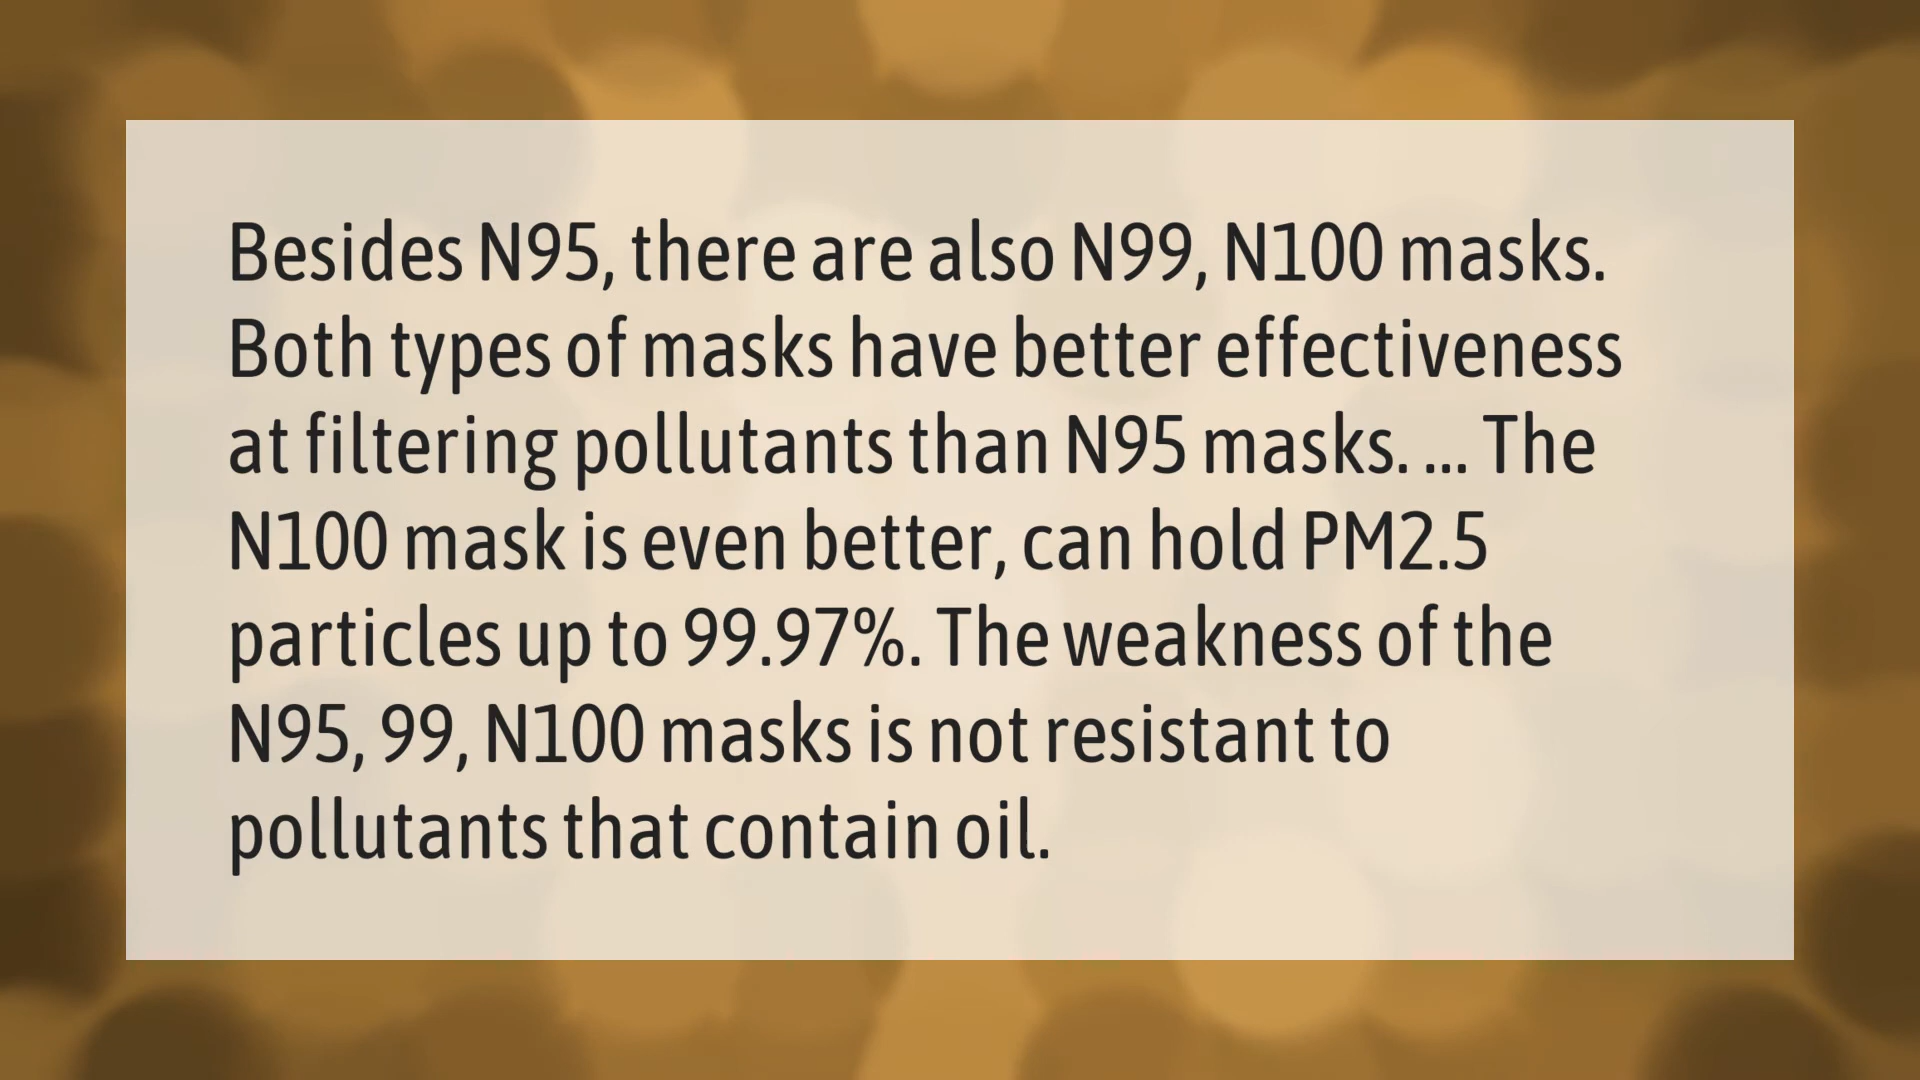 Besides N95, there are also N99, N100 masks.
Both types of masks have better effectiveness
at filtering pollutants than N95 masks. ... The
N100 mask is even better, can hold PM2.5
particles up to 99.97%. The weakness of the
N95, 99, N100 masks is not resistant to
pollutants that contain oil.